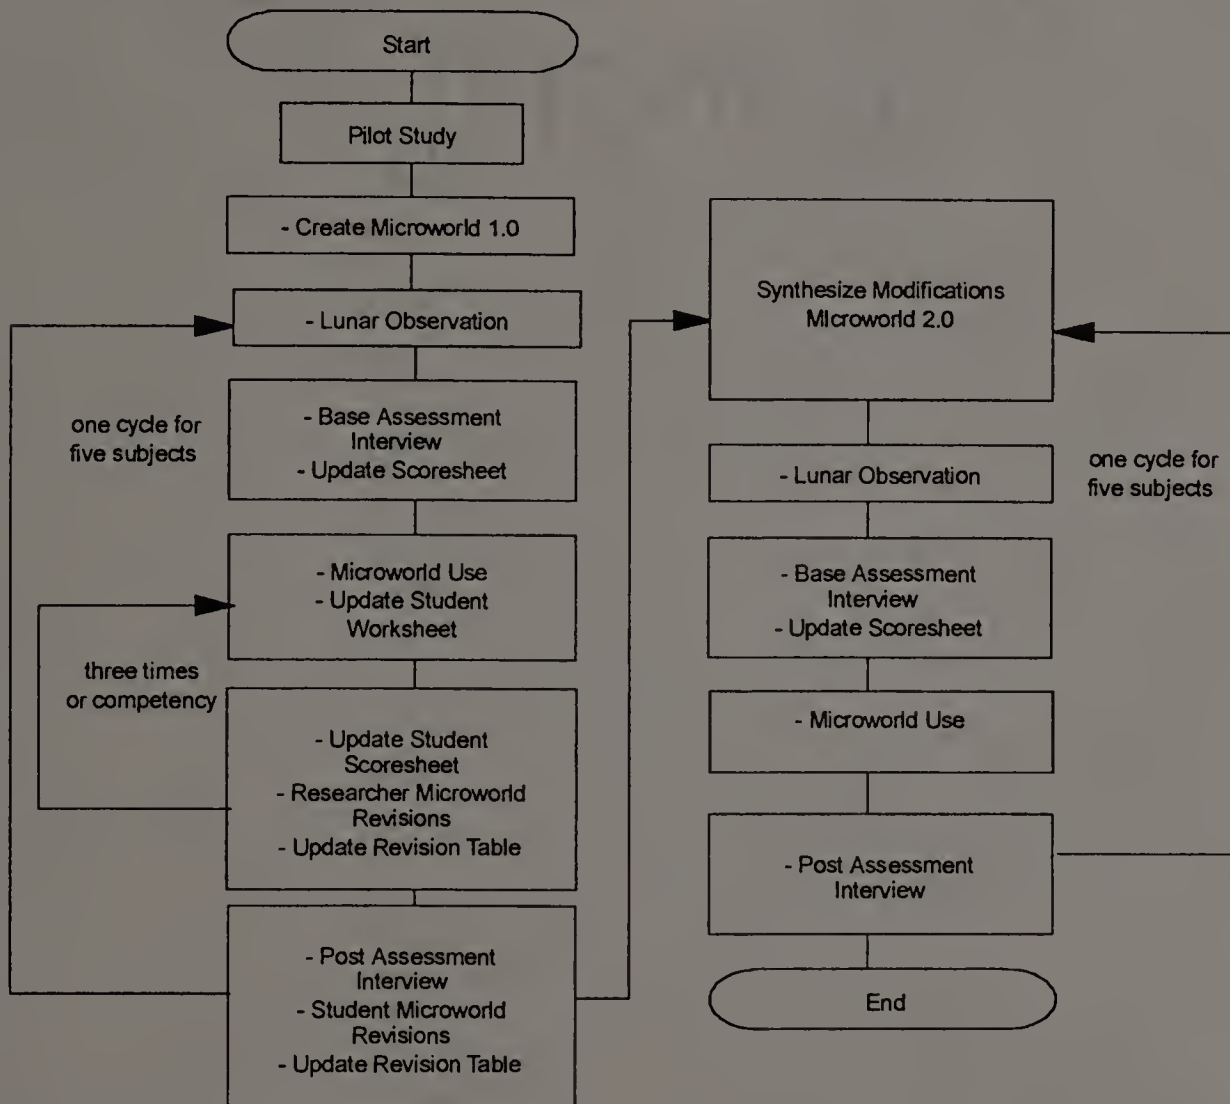 Start
Pilot Study
- Create Microworld 1.0
- Lunar Observation
one cycle for
five subjects
- Base Assessment
Interview
- Update Scoresheet
- Microworld Use
- Update Student
Worksheet
three times
or competency
- Update Student
Scoresheet
- Researcher Microworld
Revisions
- Update Revision Table
- Post Assessment
Interview
- Student Microworld
Revisions
- Update Revision Table
Synthesize Modifications
MIcroworld 2.0
- Lunar Observation
one cycle for
five subjects
- Base Assessment
Interview
- Update Scoresheet
- Microworld Use
- Post Assessment
Interview
End